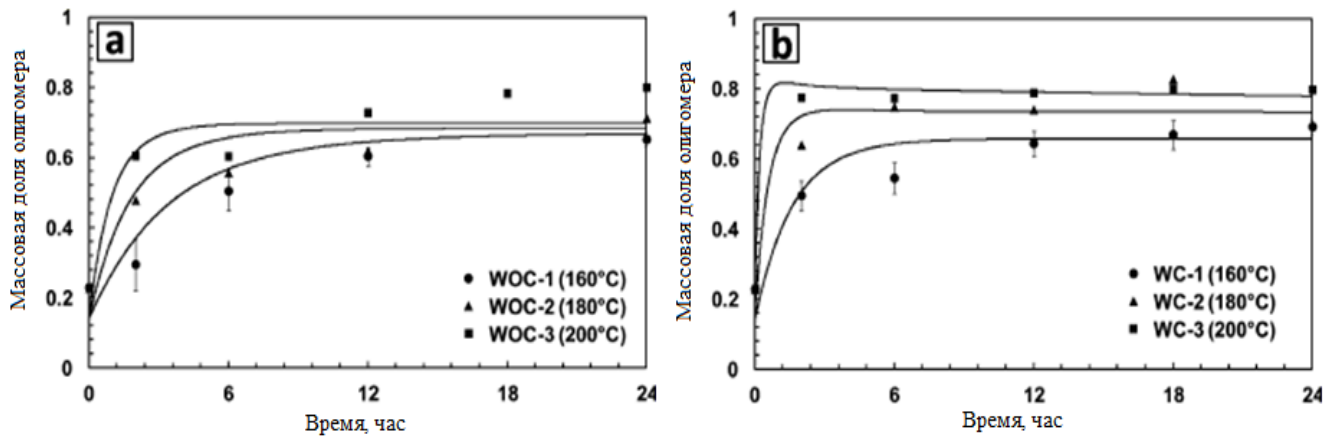 a
Массовая доля олигомера
1
0.8
0.6
0.4
0.2
0
WOC-1 (160°C)
WOC-2 (180°C)
WOC-3 (200°C)
0 6 12 18 24
Время, час
b
Массовая доля олигомера
1
0.8
0.6
0.4
0.2
0
WC-1 (160°C)
WC-2 (180°C)
WC-3 (200°C)
0 6 12 18 24
Время, час